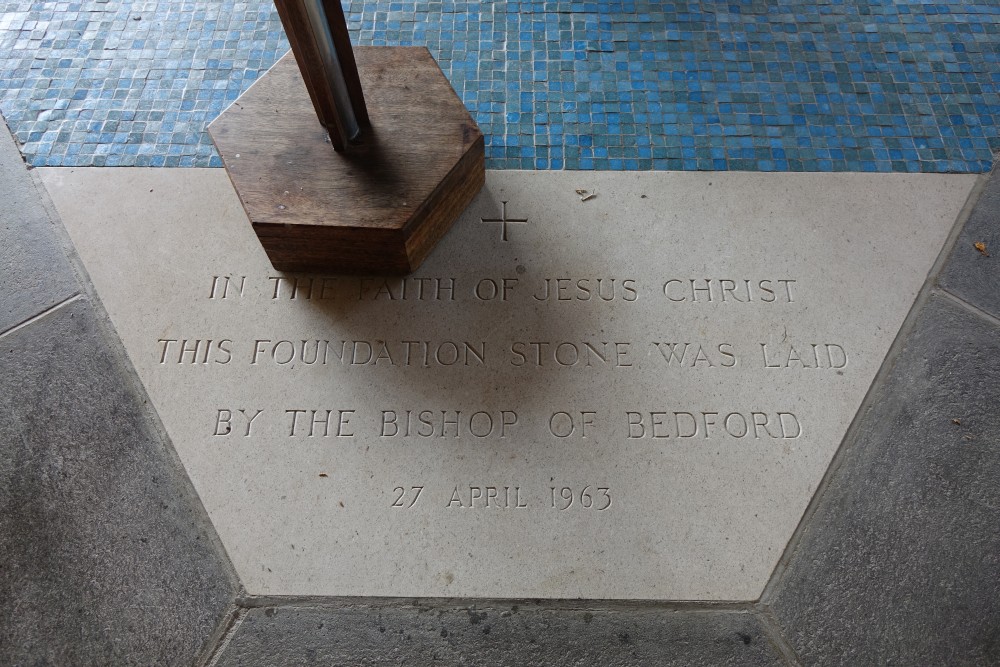 IN THE FAITH OF JESUS CHRIST
THIS FOUNDATION STONE WAS LAID
BY THE BISHOP OF BEDFORD
27 APRIL 1963